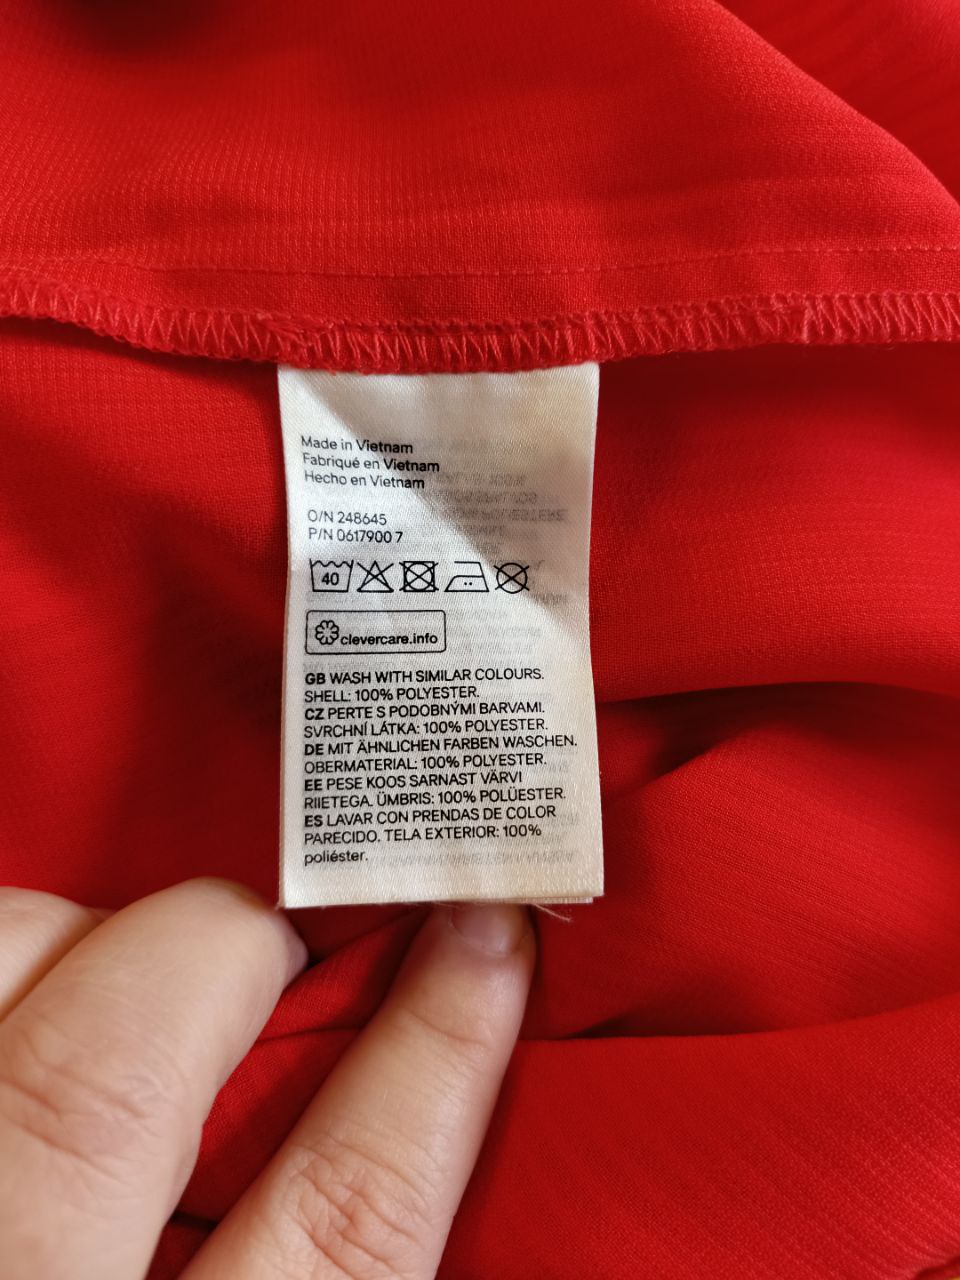 Made in Vietnam
Fabriqué en Vietnam
Hecho en Vietnam
O/N 248645
P/N 0617900 7
40
clevercare.info
GB WASH WITH SIMILAR COLOURS.
SHELL: 100% POLYESTER.
CZ PERTE S PODOBNÝMI BARVAMI.
SVRCHNÍ LÁTKA: 100% POLYESTER.
DE MIT ÄHNLICHEN FARBEN WASCHEN.
OBERMATERIAL: 100% POLYESTER.
EE PESE KOOS SARNAST VÄRVI
RIIETEGA. ÜMBRIS: 100% POLÜESTER.
ES LAVAR CON PRENDAS DE COLOR
PARECIDO. TELA EXTERIOR: 100%
poliéster.